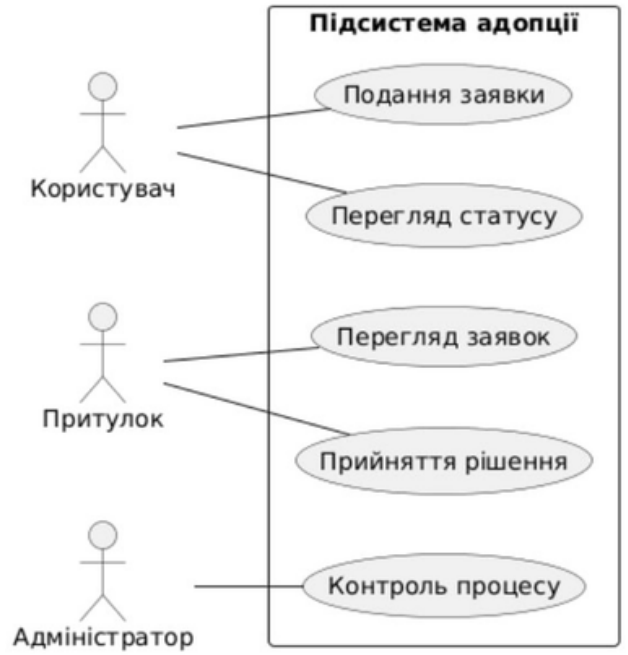 Підсистема адопції
Подання заявки
Користувач
Перегляд статусу
Перегляд заявок
Притулок
Прийняття рішення
Контроль процесу
Адміністратор